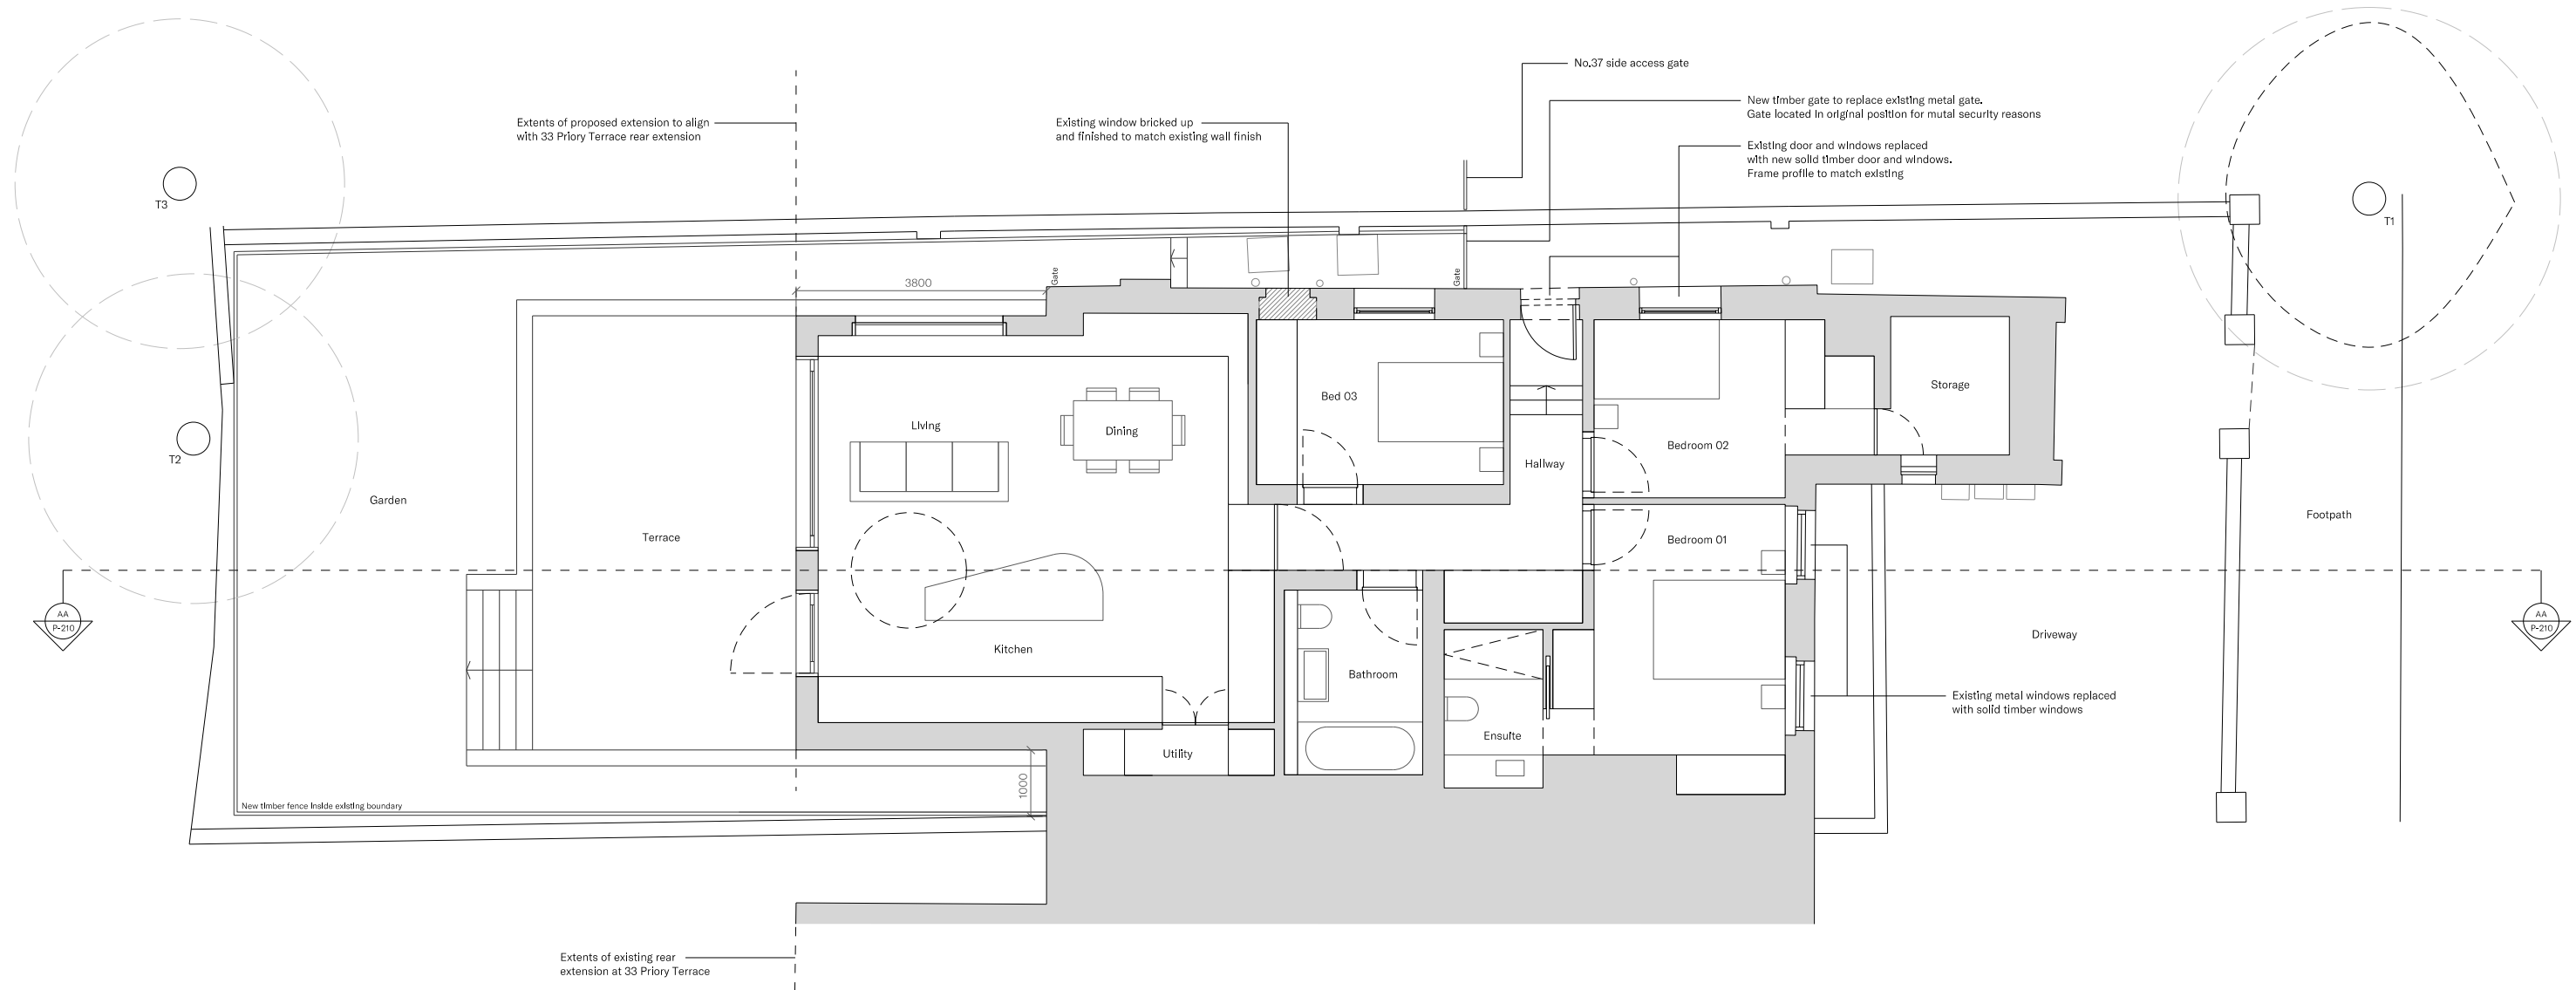 No.37 side access gate
New timber gate to replace existing metal gate.
Gate located in original position for mutal security reasons
Extents of proposed extension to align
with 33 Priory Terrace rear extension
Existing window bricked up
and finished to match existing wall finish
Existing door and windows replaced
with new solid timber door and windows.
Frame profile to match existing
T3
T1
Gate
Gate
3800
Storage
Bed 03
Living
Dining
Bedroom 02
T2
Hallway
Garden
Footpath
Terrace
Bedroom 01
AA
P-210
AA
P-210
Driveway
Kitchen
Bathroom
Existing metal windows replaced
with solid timber windows
Ensuite
Utility
1000
New timber fence inside existing boundary
Extents of existing rear
extension at 33 Priory Terrace